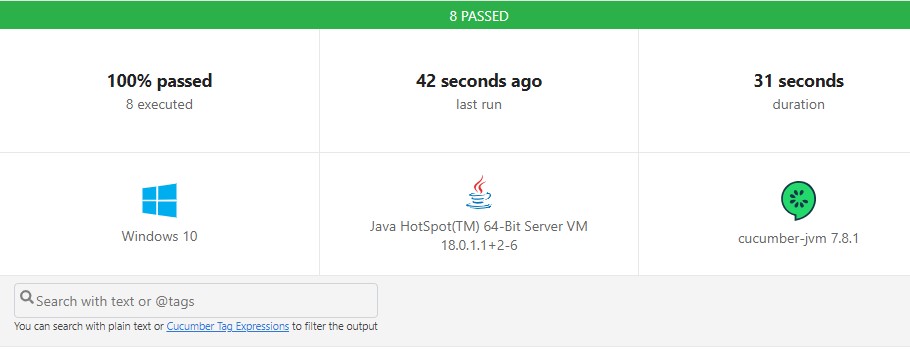 8 PASSED
100% passed
42 seconds ago
31 seconds
8 executed
last run
duration
Windows 10
Java HotSpot(TM) 64-Bit Server VM
18.0.1.1+2-6
cucumber-jvm 7.8.1
Search with text or @tags
You can search with plain text or Cucumber Tag Expressions to filter the output